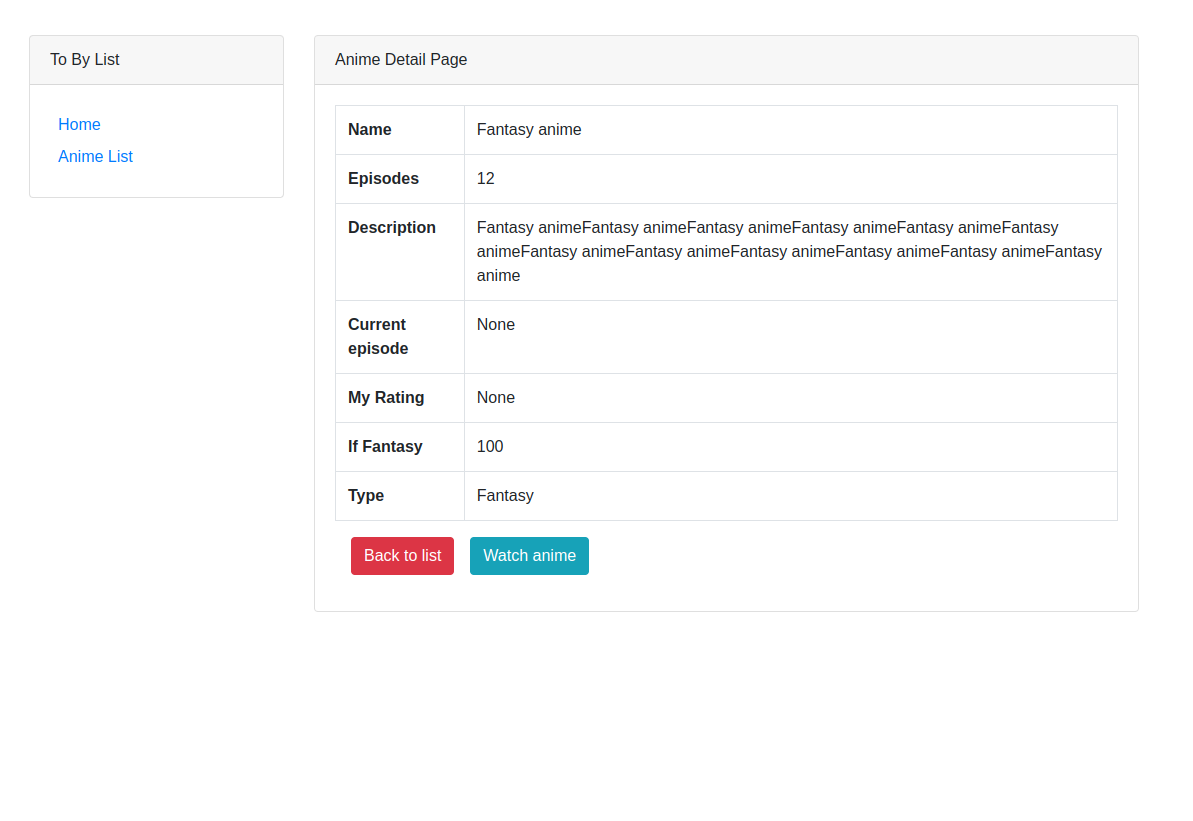 To By List
Home
Anime List
Anime Detail Page
Name Fantasy anime
Episodes 12
Description Fantasy animeFantasy animeFantasy animeFantasy animeFantasy animeFantasy
animeFantasy animeFantasy animeFantasy animeFantasy animeFantasy animeFantasy
anime
Current None
episode
My Rating None
If Fantasy 100
Type Fantasy
Back to list Watch anime